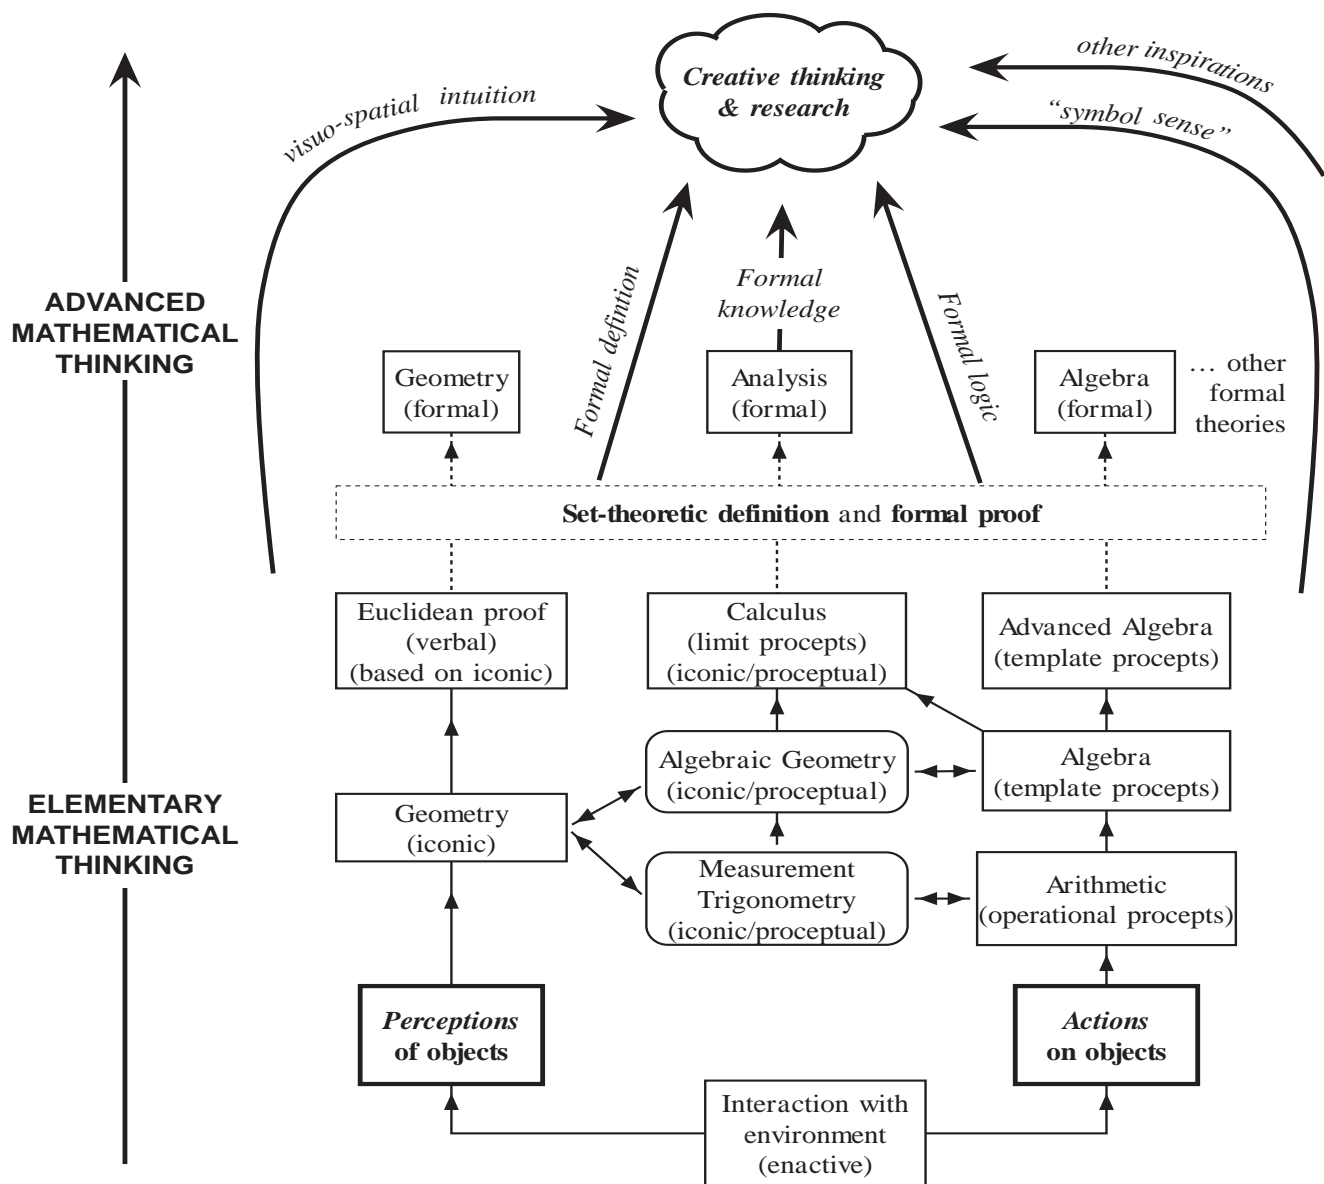 other inspirations
Creative thinking
& research
visuo-spatial intuition
“symbol sense”
ADVANCED
MATHEMATICAL
THINKING
Formal defintion
Formal
knowledge
Formal logic
Geometry
(formal)
Analysis
(formal)
Algebra
(formal)
… other
formal
theories
Set-theoretic definition and formal proof
Euclidean proof
(verbal)
(based on iconic)
Calculus
(limit procepts)
(iconic/proceptual)
Advanced Algebra
(template procepts)
ELEMENTARY
MATHEMATICAL
THINKING
Geometry
(iconic)
Algebraic Geometry
(iconic/proceptual)
Algebra
(template procepts)
Measurement
Trigonometry
(iconic/proceptual)
Arithmetic
(operational procepts)
Perceptions
of objects
Actions
on objects
Interaction with
environment
(enactive)